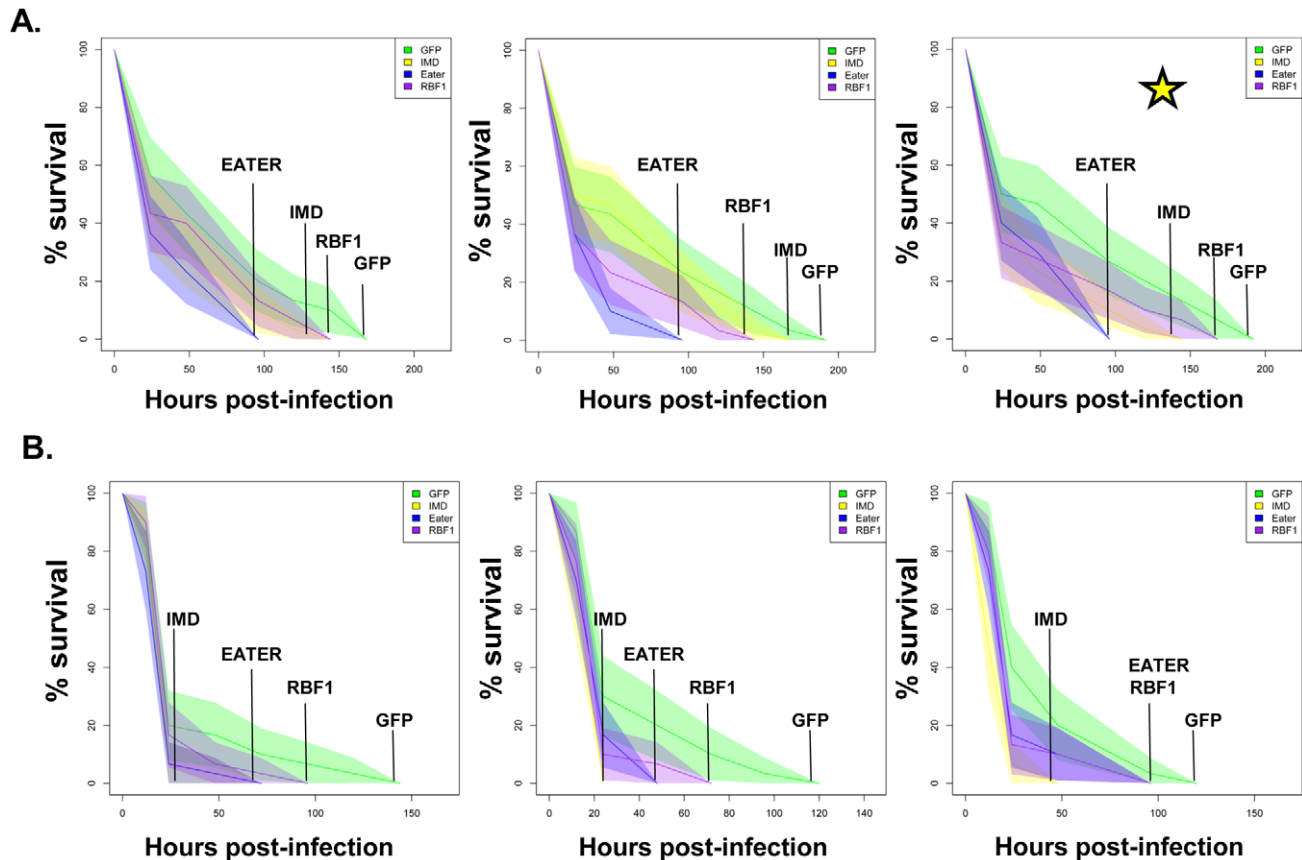 A.
GFP
IMD
Eater
RBF1
100
80
60
40
20
0
% survival
EATER
IMD
RBF1
GFP
0 50 100 150 200
Hours post-infection
GFP
IMD
Eater
RBF1
100
80
60
40
20
0
% survival
EATER
RBF1
IMD
GFP
0 50 100 150 200
Hours post-infection
GFP
IMD
Eater
RBF1
100
80
60
40
20
0
% survival
EATER
IMD
RBF1
GFP
0 50 100 150 200
Hours post-infection
B.
GFP
IMD
Eater
RBF1
100
80
60
40
20
0
% survival
IMD
EATER
RBF1
GFP
0 50 100 150
Hours post-infection
GFP
IMD
Eater
RBF1
100
80
60
40
20
0
% survival
IMD
EATER
RBF1
GFP
0 20 40 60 80 100 120 140
Hours post-infection
GFP
IMD
Eater
RBF1
100
80
60
40
20
0
% survival
IMD
EATER
RBF1
GFP
0 50 100 150
Hours post-infection